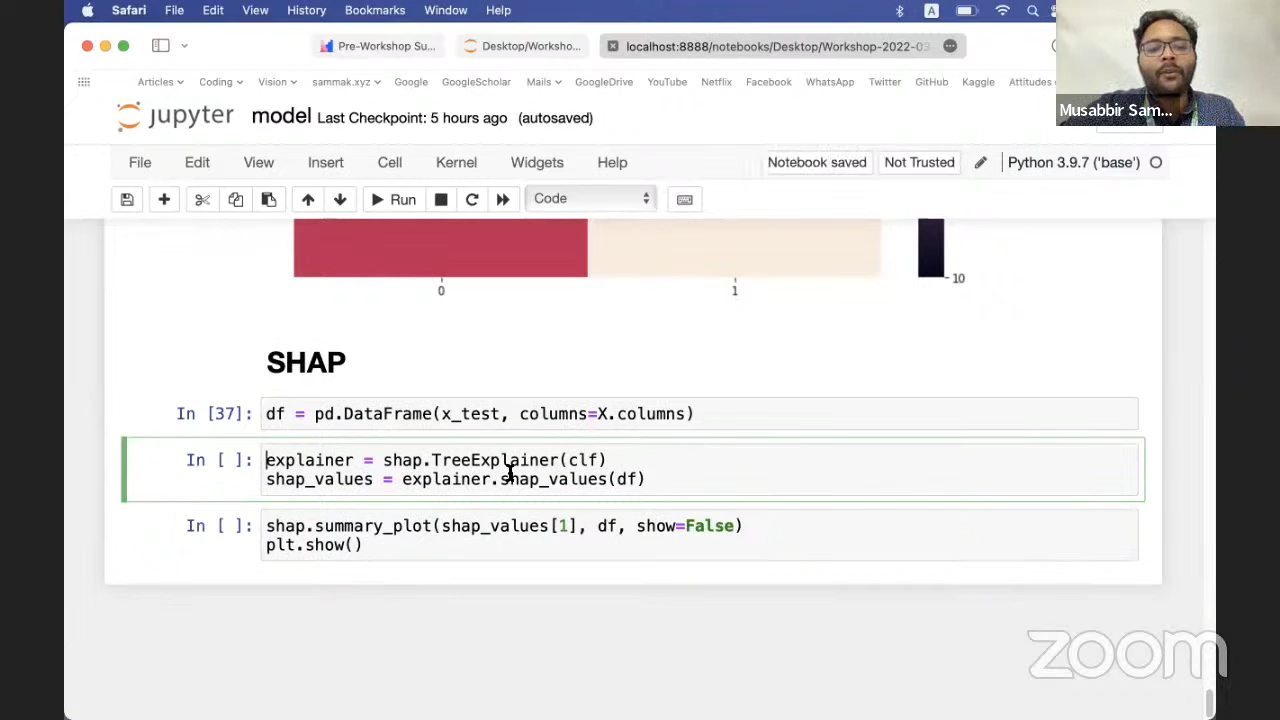 Safari File Edit View History Bookmarks Window Help A
Pre-Workshop Su... Desktop/Worksho... localhost:8888/notebooks/Desktop/Workshop-2022-03
Articles Coding Vision sammak.xyz Google GoogleScholar Mails GoogleDrive YouTube Netflix Facebook WhatsApp Twitter GitHub Kaggle Attitudes
Musabbir Sam...
jupyter model Last Checkpoint: 5 hours ago (autosaved)
File Edit View Insert Cell Kernel Widgets Help Notebook saved Not Trusted Python 3.9.7 ('base')
Run Code
10
0 1
SHAP
In [37]: df = pd.DataFrame(x_test, columns=X.columns)
In [ ]: explainer = shap.TreeExplainer(clf)
shap_values = explainer.shap_values(df)
In [ ]: shap.summary_plot(shap_values[1], df, show=False)
plt.show()
zoom